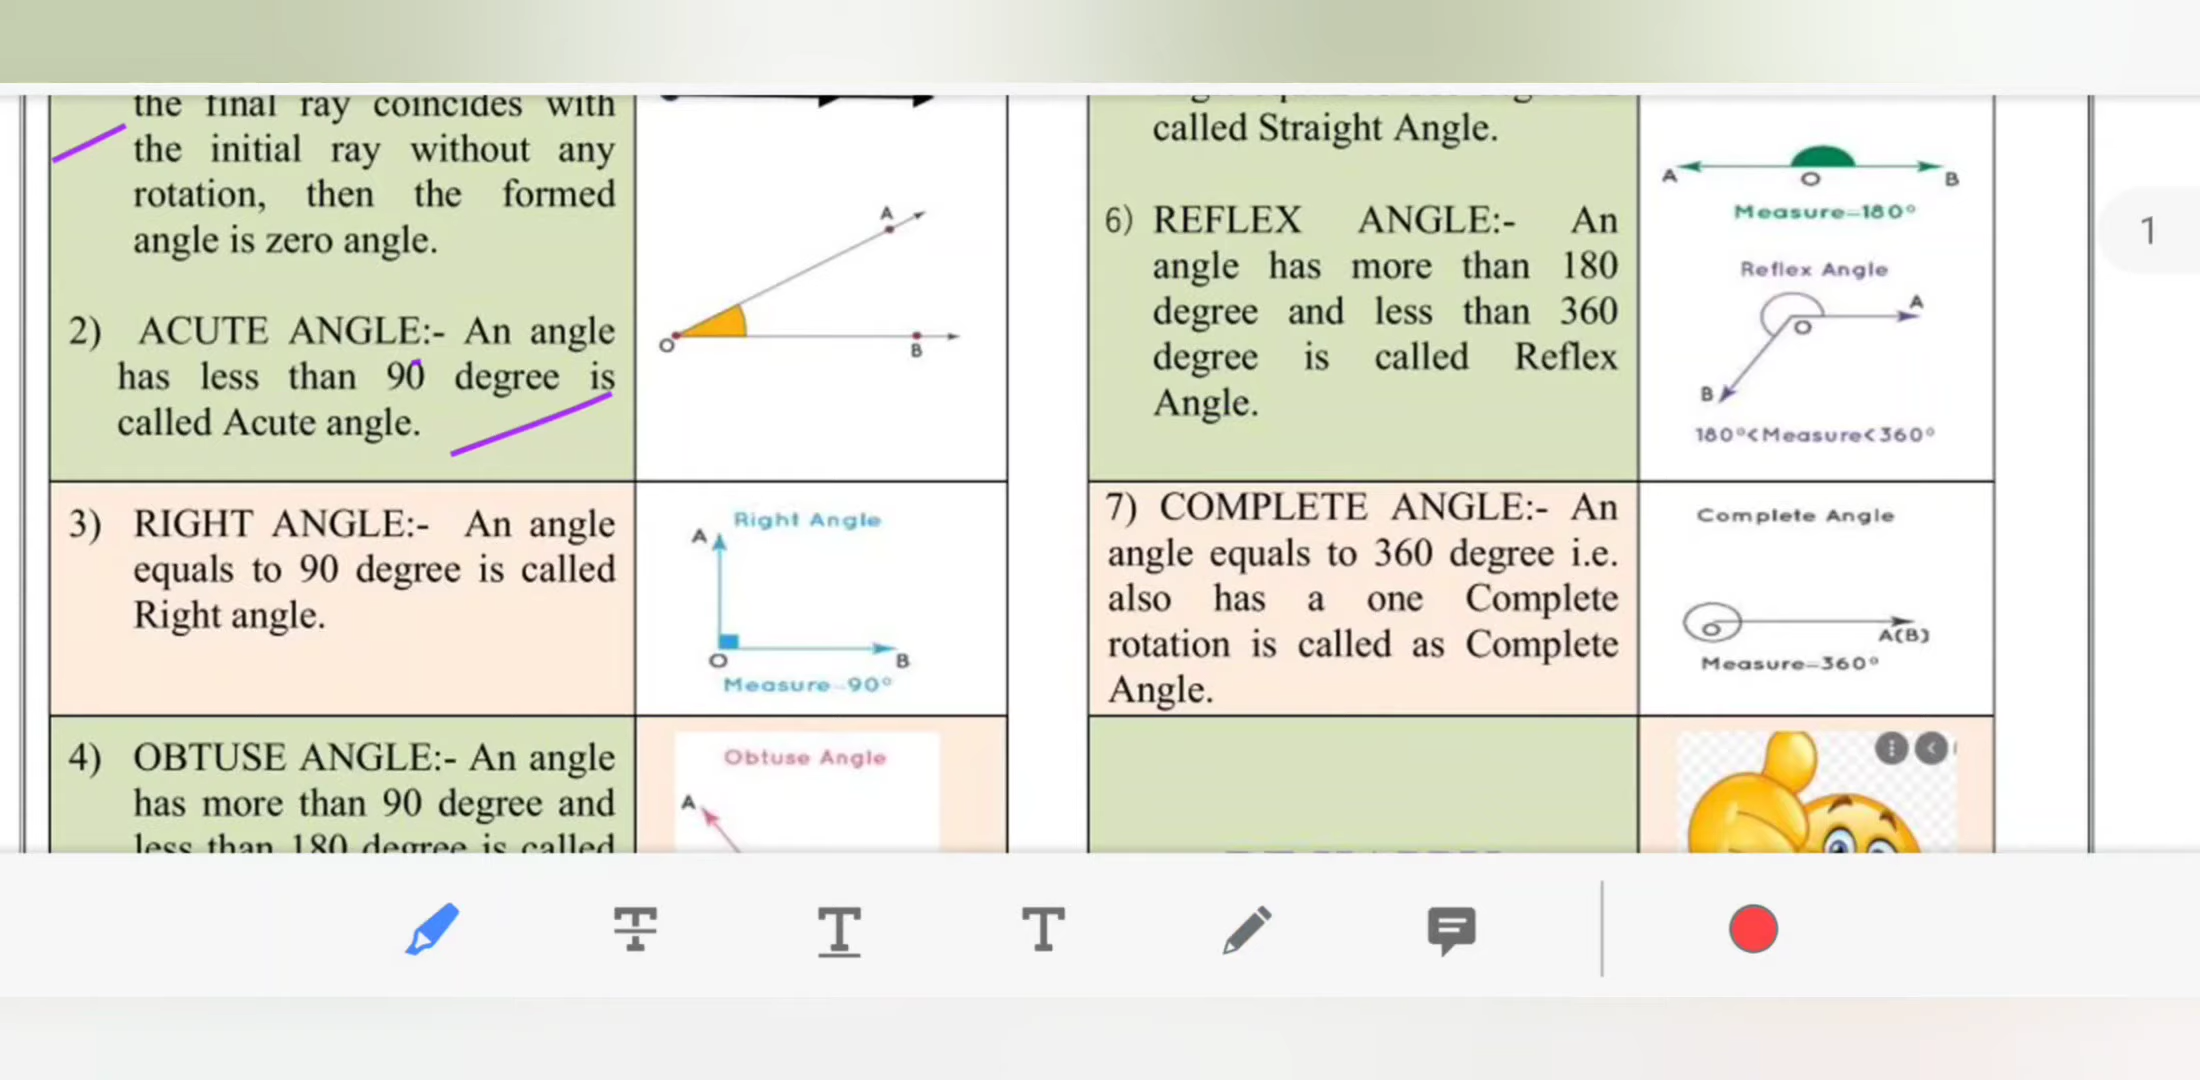 the final ray coincides with
the initial ray without any
rotation, then the formed
angle is zero angle.
2) ACUTE ANGLE:- An angle
has less than 90 degree is
called Acute angle.
A
O
B
3) RIGHT ANGLE:- An angle
equals to 90 degree is called
Right angle.
Right Angle
A
O
B
Measure=90°
4) OBTUSE ANGLE:- An angle
has more than 90 degree and
less than 180 degree is called
Obtuse Angle
A
called Straight Angle.
A
O
B
Measure=180°
6) REFLEX ANGLE:- An
angle has more than 180
degree and less than 360
degree is called Reflex
Angle.
Reflex Angle
A
O
B
180°<Measure<360°
7) COMPLETE ANGLE:- An
angle equals to 360 degree i.e.
also has a one Complete
rotation is called as Complete
Angle.
Complete Angle
O
A(B)
Measure=360°
1
T
T
T